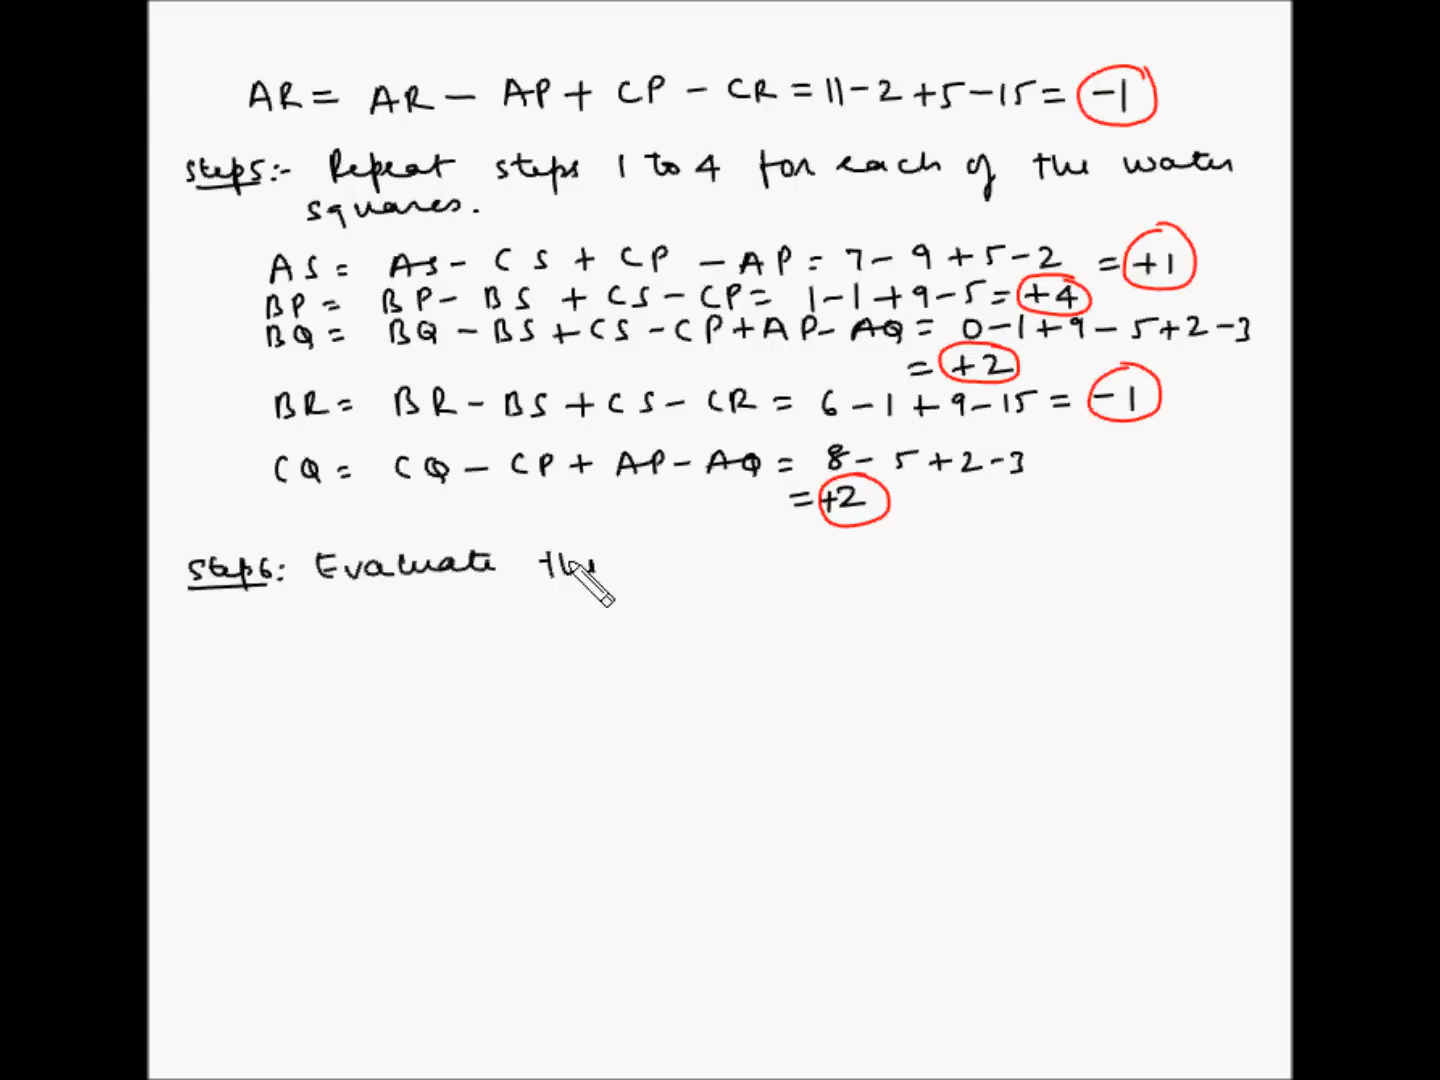 AR = AR - AP + CP - CR = 11-2+5-15 = -1
Step5:- Repeat steps 1 to 4 for each of the water
squares.
AS = AS - CS + CP - AP = 7-9+5-2 = +1
BP = BP - BS + CS - CP = 1-1+9-5 = +4
BQ = BQ - BS + CS - CP + AP - AQ = 0-1+9-5+2-3
= +2
BR = BR - BS + CS - CR = 6-1+9-15 = -1
CQ = CQ - CP + AP - AQ = 8-5+2-3
= +2
Step6: Evaluate the